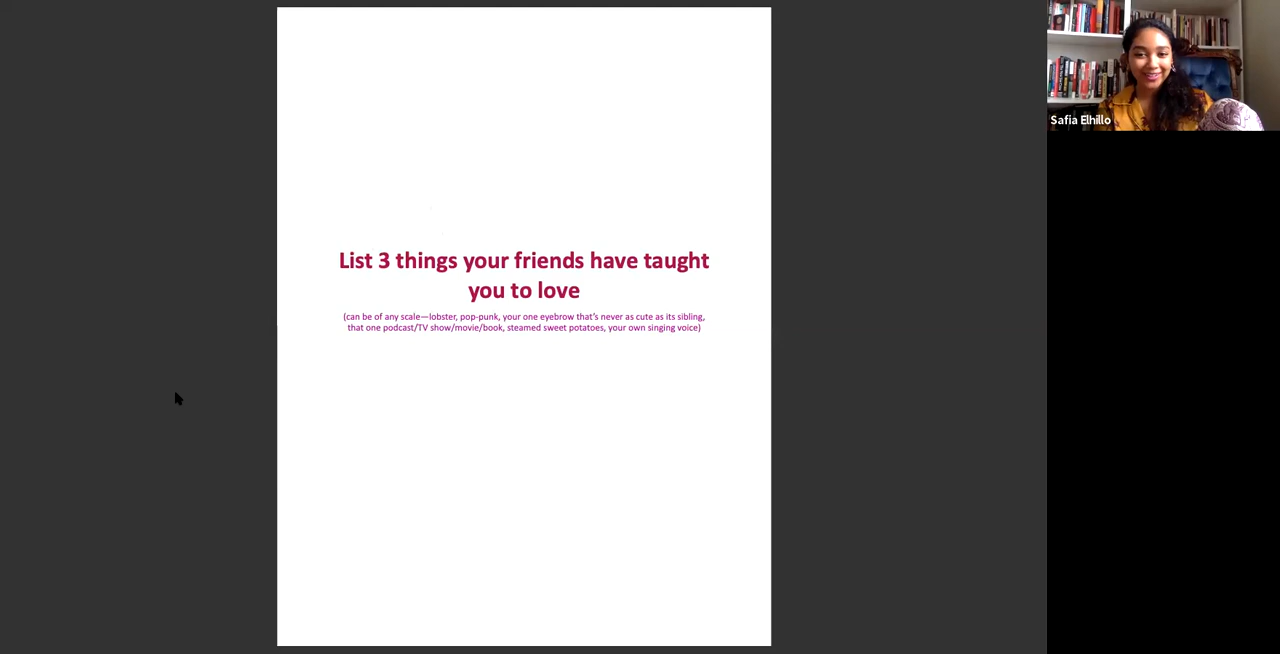 List 3 things your friends have taught
you to love
(can be of any scale—lobster, pop-punk, your one eyebrow that’s never as cute as its sibling,
that one podcast/TV show/movie/book, steamed sweet potatoes, your own singing voice)
Safia Elhillo